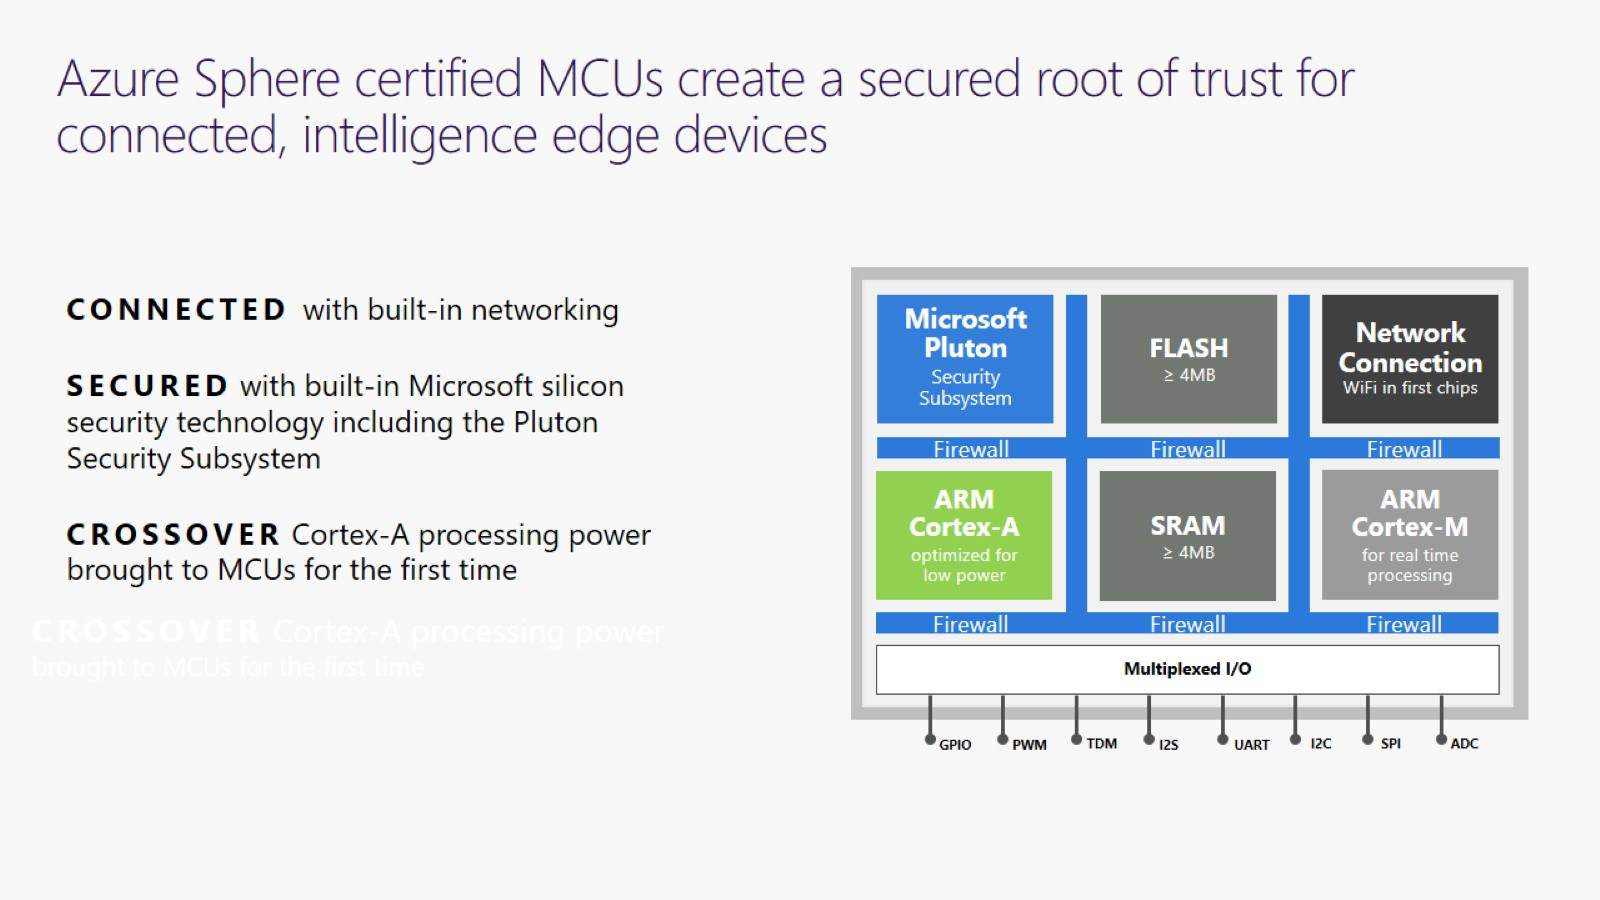 Azure Sphere certified MCUs create a secured root of trust for
connected, intelligence edge devices
CONNECTED with built-in networking
SECURED with built-in Microsoft silicon
security technology including the Pluton
Security Subsystem
CROSSOVER Cortex-A processing power
brought to MCUs for the first time
CROSSOVER Cortex-A processing power
brought to MCUs for the first time
Microsoft
Pluton
Security
Subsystem
FLASH
≥ 4MB
Network
Connection
WiFi in first chips
Firewall
Firewall
Firewall
ARM
Cortex-A
optimized for
low power
SRAM
≥ 4MB
ARM
Cortex-M
for real time
processing
Firewall
Firewall
Firewall
Multiplexed I/O
GPIO
PWM
TDM
I2S
UART
I2C
SPI
ADC